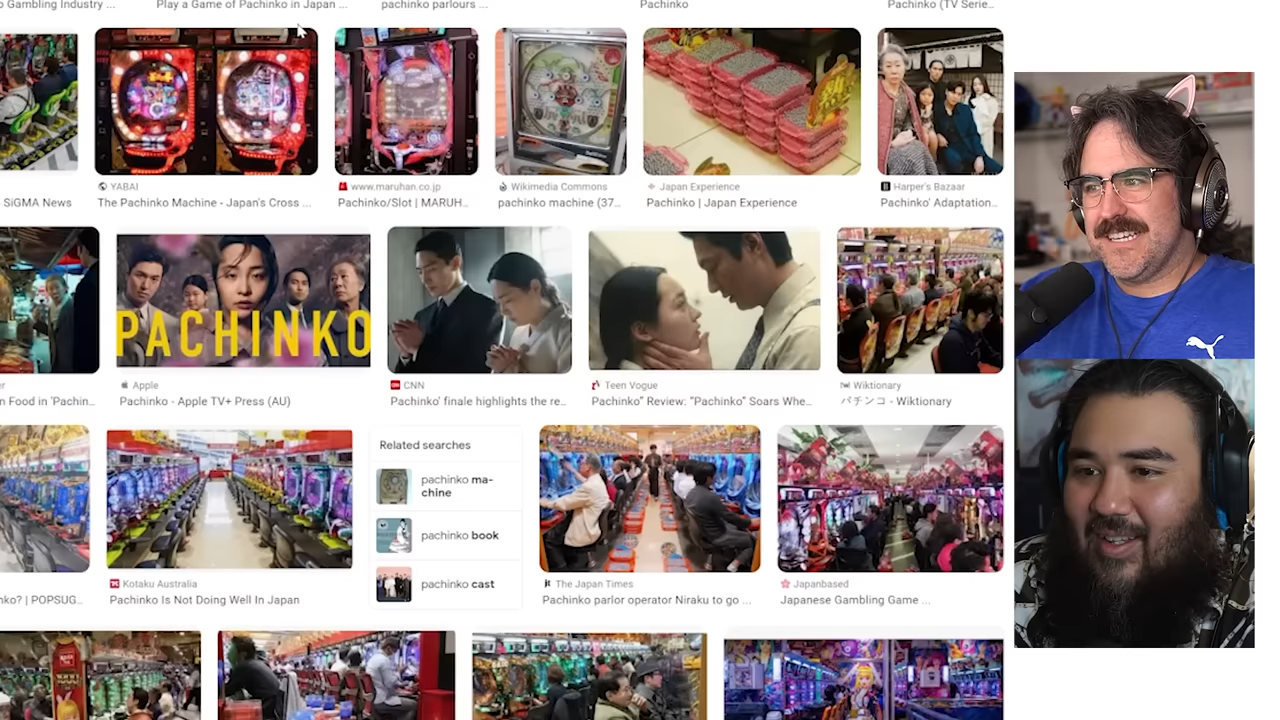 o Gambling Industry ...
Play a Game of Pachinko in Japan ...
pachinko parlours ...
Pachinko
Pachinko (TV Serie...
SiGMA News
YABAI
The Pachinko Machine - Japan's Cross ...
www.maruhan.co.jp
Pachinko/Slot | MARUH...
Wikimedia Commons
pachinko machine (37...
Japan Experience
Pachinko | Japan Experience
Harper's Bazaar
Pachinko' Adaptation...
PACHINKO
er
n Food in 'Pachin...
Apple
Pachinko - Apple TV+ Press (AU)
CNN
Pachinko' finale highlights the re...
Teen Vogue
Pachinko” Review: “Pachinko” Soars Whe...
Wiktionary
パチンコ - Wiktionary
nko? | POPSUG...
Kotaku Australia
Pachinko Is Not Doing Well In Japan
Related searches
pachinko ma-
chine
pachinko book
pachinko cast
The Japan Times
Pachinko parlor operator Niraku to go ...
Japanbased
Japanese Gambling Game ...